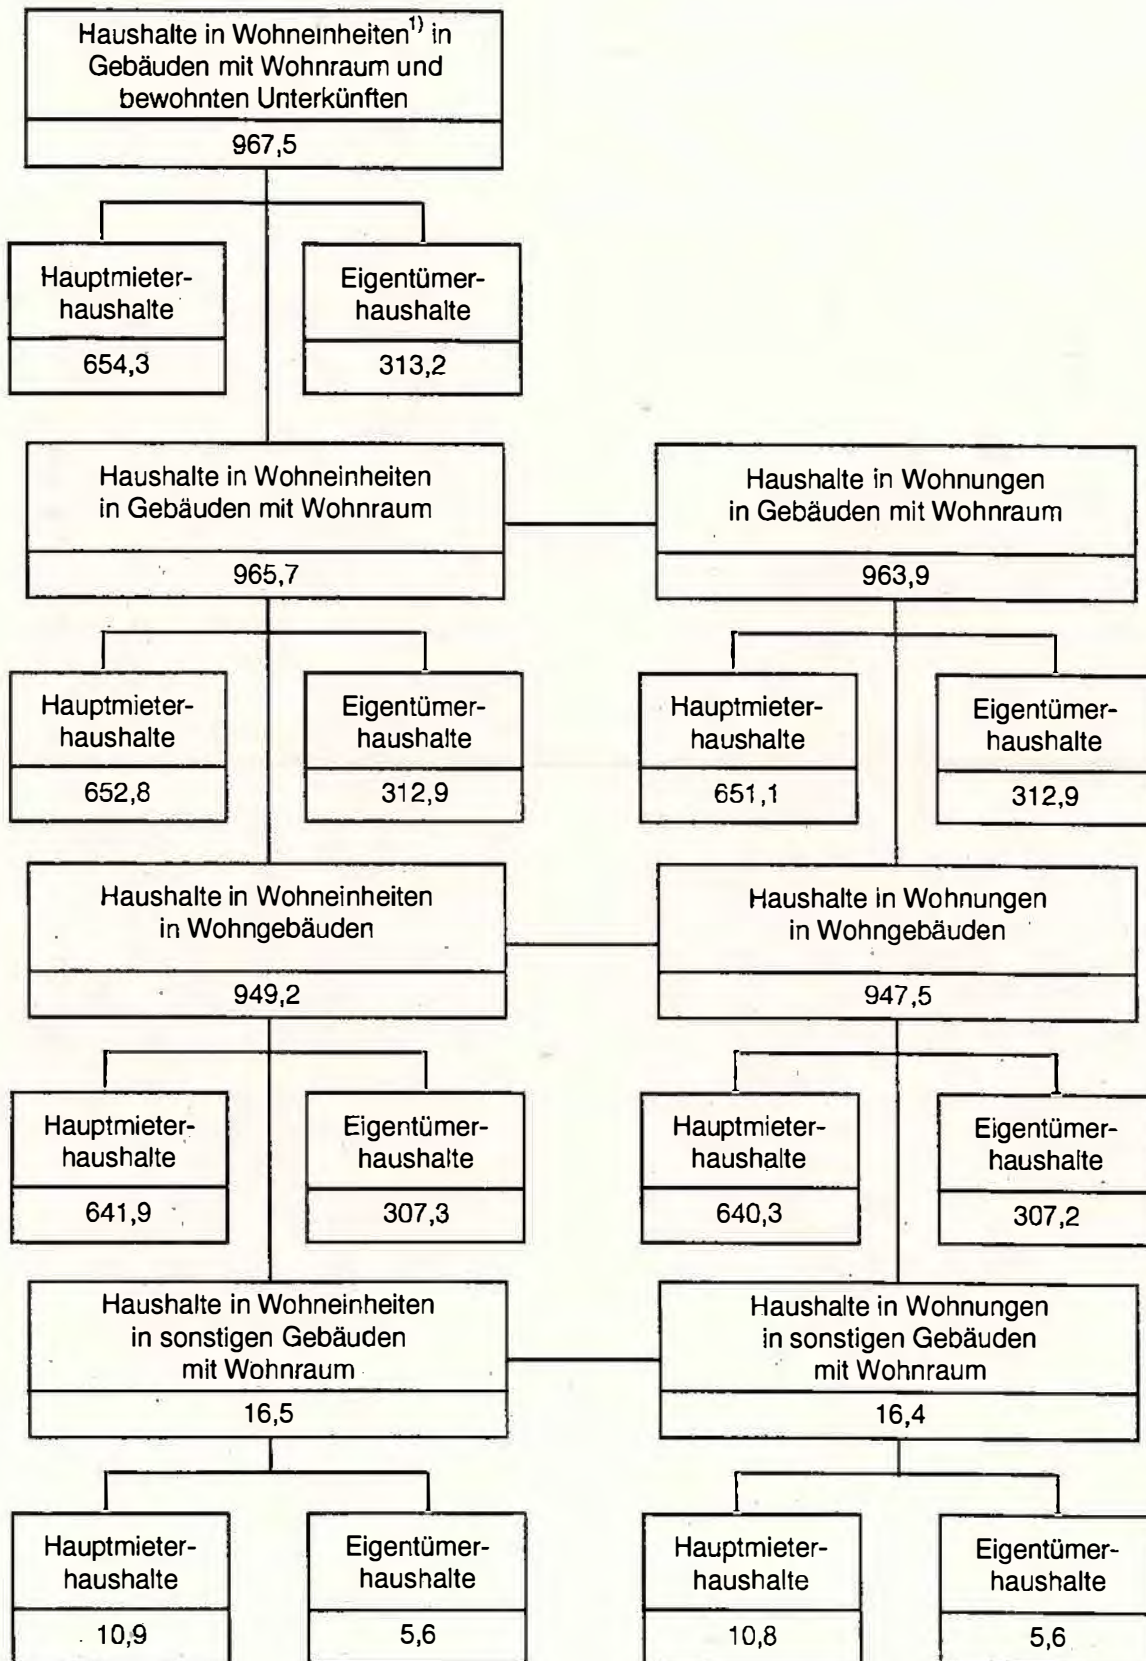 Haushalte in Wohneinheiten1) in
Gebäuden mit Wohnraum und
bewohnten Unterkünften
967,5
Hauptmieter-
haushalte
654,3
Eigentümer-
haushalte
313,2
Haushalte in Wohneinheiten
in Gebäuden mit Wohnraum
965,7
Haushalte in Wohnungen
in Gebäuden mit Wohnraum
963,9
Hauptmieter-
haushalte
652,8
Eigentümer-
haushalte
312,9
Hauptmieter-
haushalte
651,1
Eigentümer-
haushalte
312,9
Haushalte in Wohneinheiten
in Wohngebäuden
949,2
Haushalte in Wohnungen
in Wohngebäuden
947,5
Hauptmieter-
haushalte
641,9
Eigentümer-
haushalte
307,3
Hauptmieter-
haushalte
640,3
Eigentümer-
haushalte
307,2
Haushalte in Wohneinheiten
in sonstigen Gebäuden
mit Wohnraum
16,5
Haushalte in Wohnungen
in sonstigen Gebäuden
mit Wohnraum
16,4
Hauptmieter-
haushalte
10,9
Eigentümer-
haushalte
5,6
Hauptmieter-
haushalte
10,8
Eigentümer-
haushalte
5,6